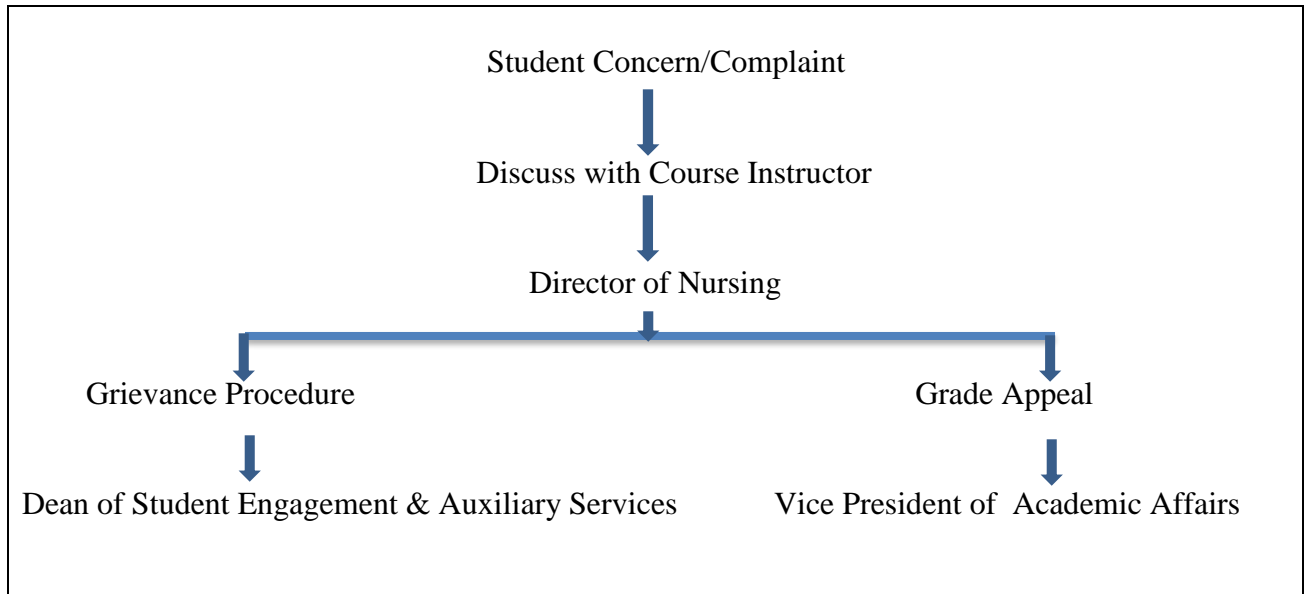 Student Concern/Complaint
Discuss with Course Instructor
Director of Nursing
Grievance Procedure
Grade Appeal
Dean of Student Engagement & Auxiliary Services
Vice President of Academic Affairs